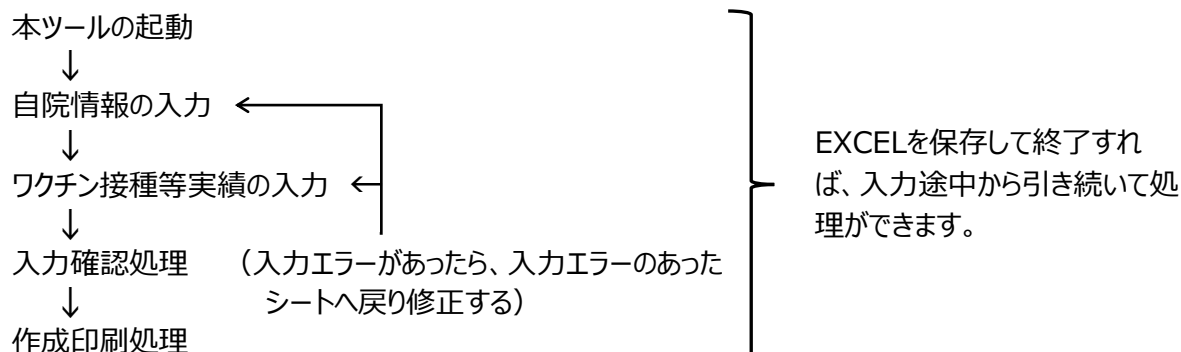 本ツールの起動
↓
自院情報の入力 ←
↓
ワクチン接種等実績の入力 ←
↓
入力確認処理 （入力エラーがあったら、入力エラーのあった
シートへ戻り修正する）
↓
作成印刷処理
EXCELを保存して終了すれ
ば、入力途中から引き続いて処
理ができます。